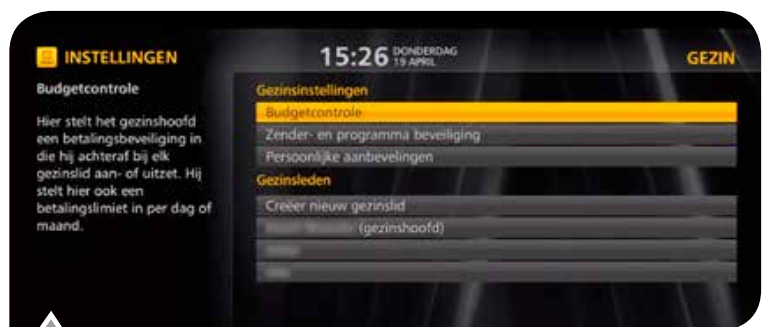 INSTELLINGEN
15:26 DONDERDAG
19 APRIL
GEZIN
Budgetcontrole
Hier stelt het gezinshoofd
een betalingsbeveiliging in
die hij achteraf bij elk
gezinslid aan- of uitzet. Hij
stelt hier ook een
betalingslimiet in per dag of
maand.
Gezinsinstellingen
Budgetcontrole
Zender- en programma beveiliging
Persoonlijke aanbevelingen
Gezinsleden
Creëer nieuw gezinslid
(gezinshoofd)